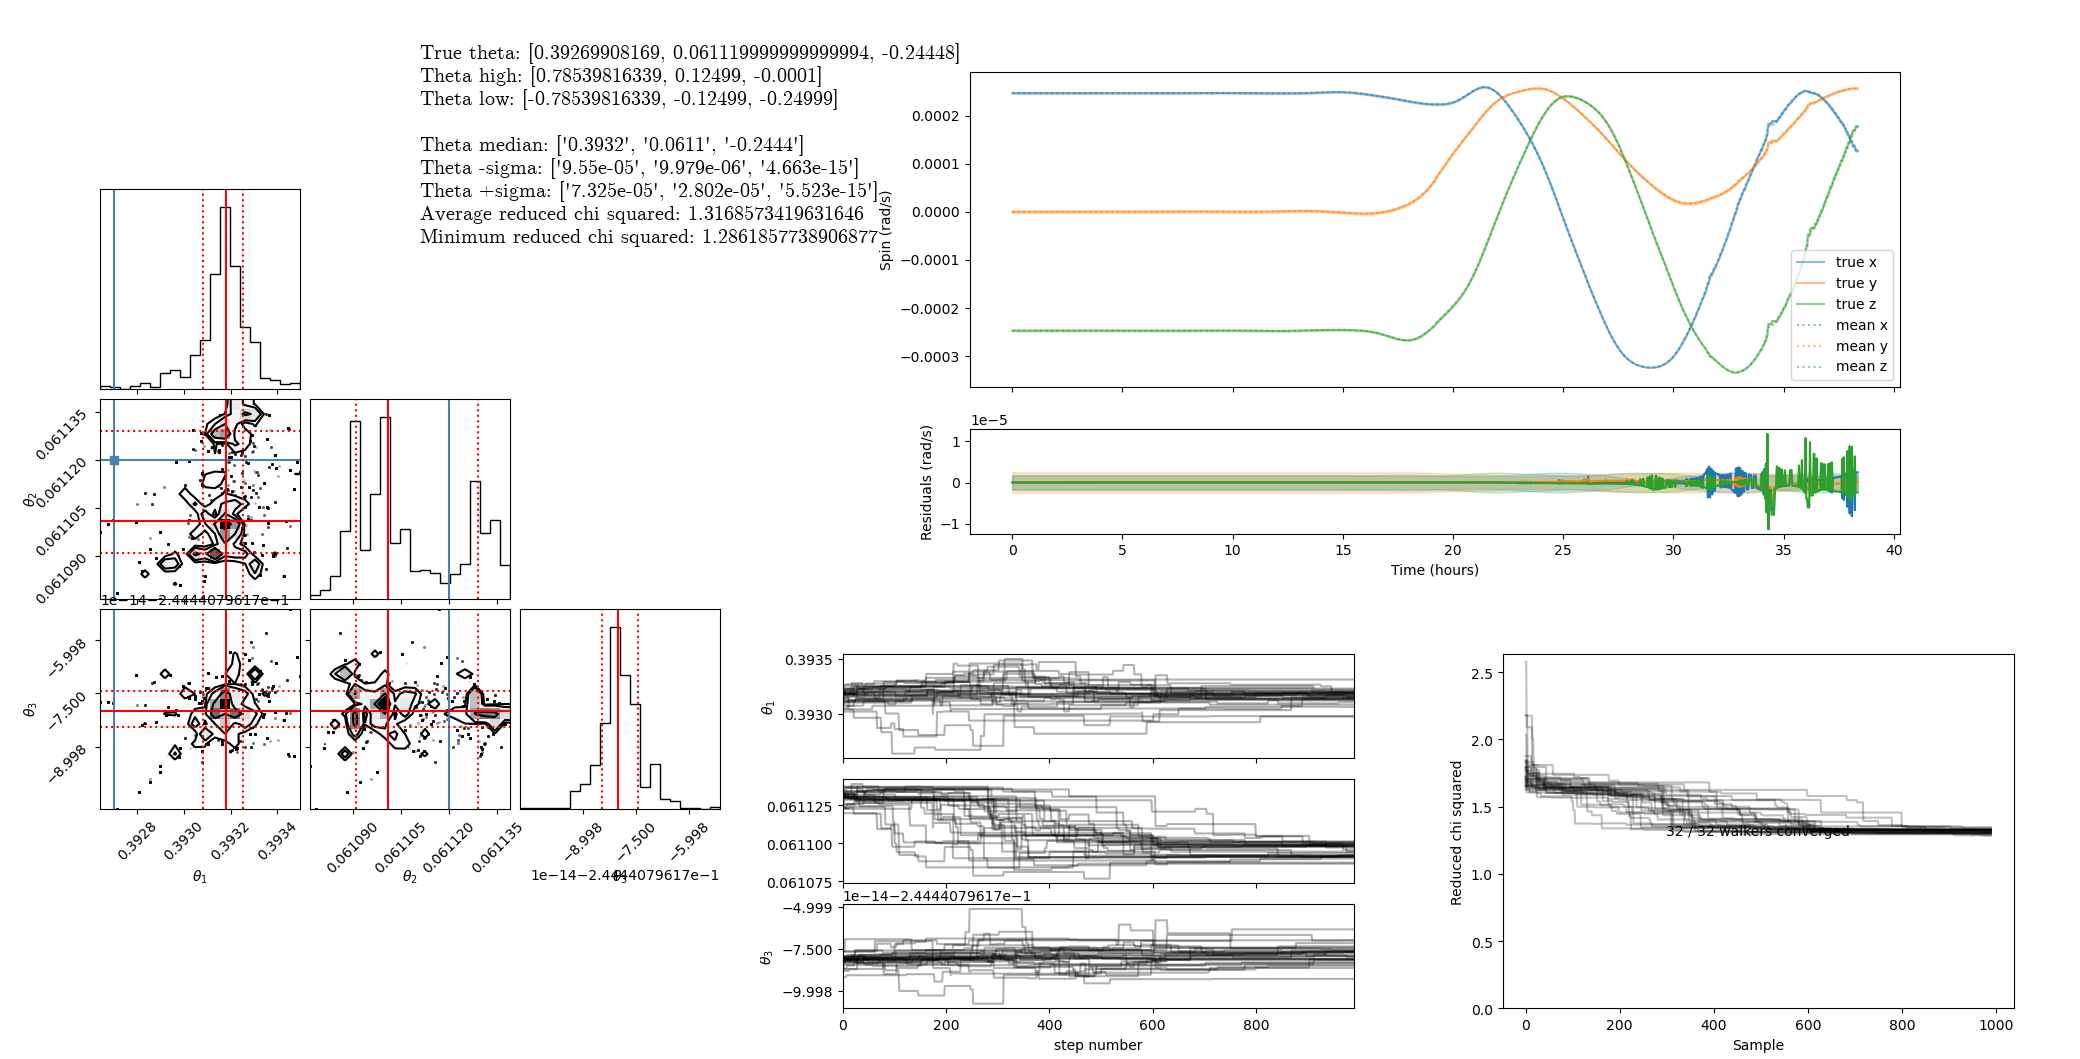 True theta: [0.39269908169, 0.061119999999999994, -0.24448]
Theta high: [0.78539816339, 0.12499, -0.0001]
Theta low: [-0.78539816339, -0.12499, -0.24999]
Theta median: ['0.3932', '0.0611', '-0.2444']
Theta -sigma: ['9.55e-05', '9.979e-06', '4.663e-15']
Theta +sigma: ['7.325e-05', '2.802e-05', '5.523e-15']
Average reduced chi squared: 1.3168573419631646
Minimum reduced chi squared: 1.2861857738906877
Spin (rad/s)
0.0002
0.0001
0.0000
−0.0001
−0.0002
−0.0003
true x
true y
true z
mean x
mean y
mean z
1e−5
Residuals (rad/s)
1
0
−1
0 5 10 15 20 25 30 35 40
Time (hours)
θ2
0.061135
0.061120
0.061105
0.061090
1e−14−2.4444079617e−1
θ3
−5.998
−7.500
−8.998
0.3928 0.3930 0.3932 0.3934
θ1
0.061090 0.061105 0.061120 0.061135
θ2
−8.998 −7.500 −5.998
1e−14−2.4444079617e−1
θ3
θ1
0.3935
0.3930
θ2
0.061125
0.061100
0.061075
1e−14−2.4444079617e−1
θ3
−4.999
−7.500
−9.998
0 200 400 600 800
step number
Reduced chi squared
2.5
2.0
1.5
1.0
0.5
0.0
32 / 32 walkers converged
0 200 400 600 800 1000
Sample